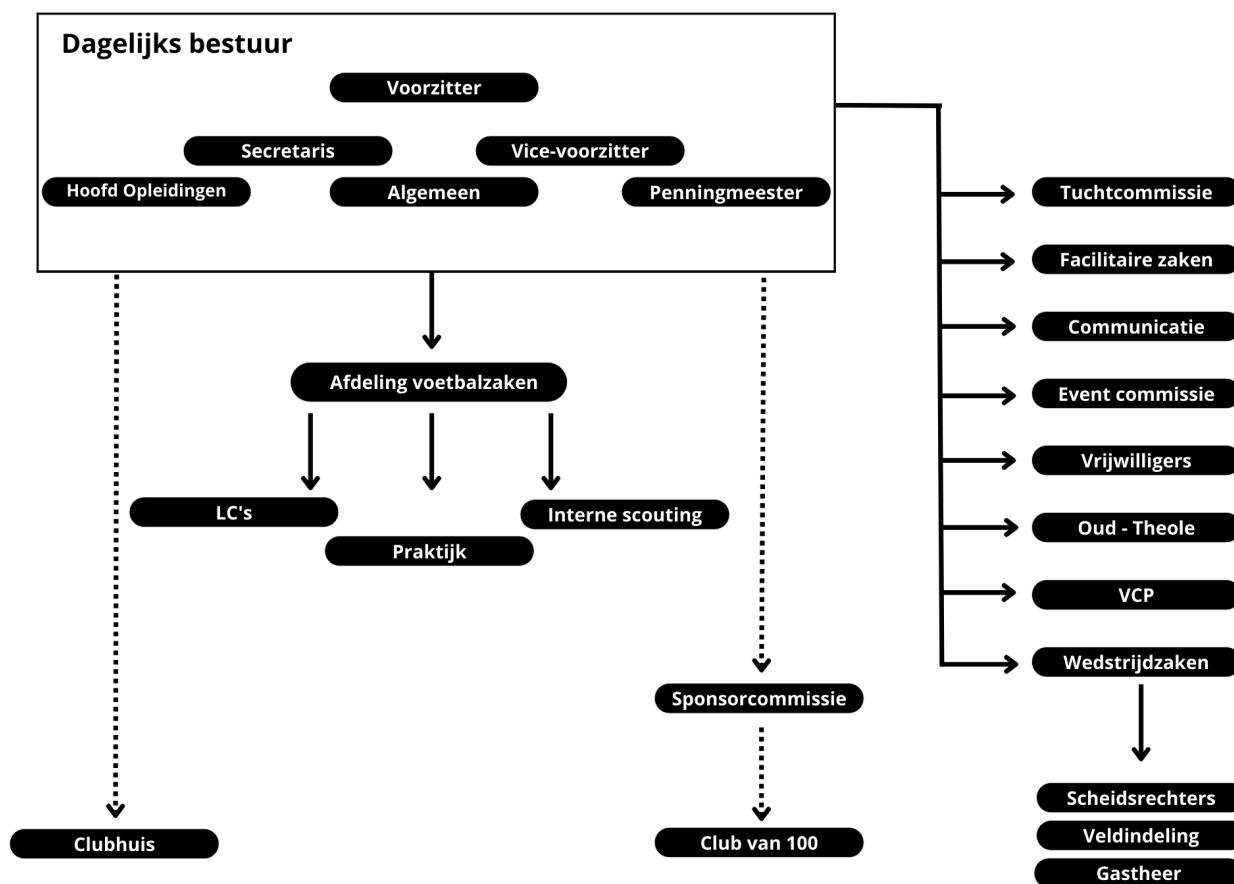 Dagelijks bestuur
Voorzitter
Secretaris
Vice-voorzitter
Hoofd Opleidingen
Algemeen
Penningmeester
Tuchtcommissie
Facilitaire zaken
Communicatie
Event commissie
Vrijwilligers
Oud - Theole
VCP
Wedstrijdzaken
Afdeling voetbalzaken
LC's
Praktijk
Interne scouting
Sponsorcommissie
Clubhuis
Club van 100
Scheidsrechters
Veldindeling
Gastheer